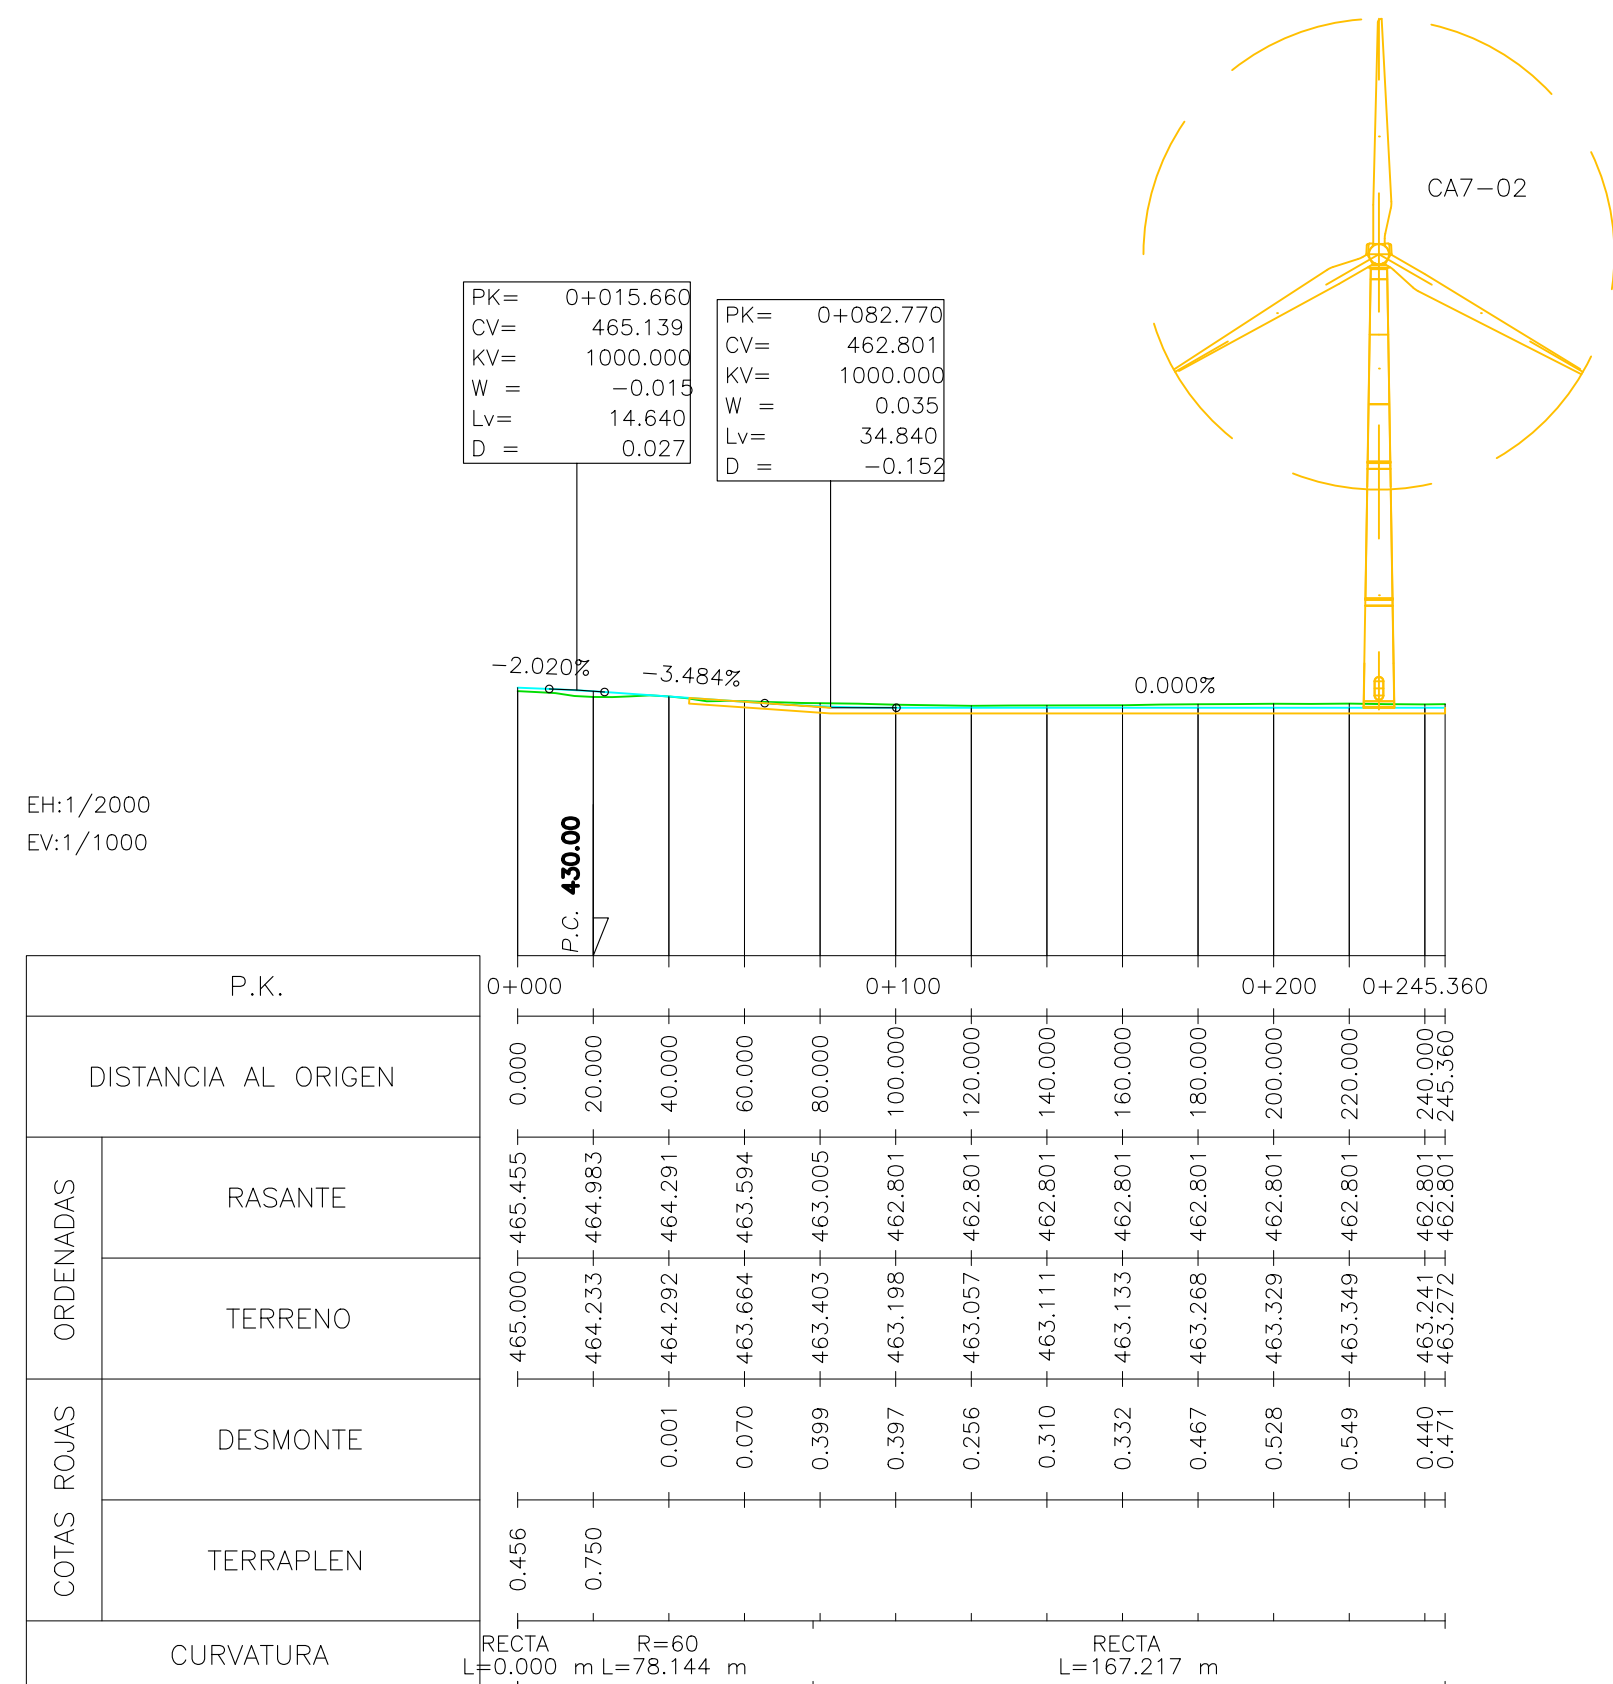 CA7-02
PK= 0+015.660
CV= 465.139
KV= 1000.000
W = -0.015
Lv= 14.640
D = 0.027
PK= 0+082.770
CV= 462.801
KV= 1000.000
W = 0.035
Lv= 34.840
D = -0.152
-2.020%
-3.484%
0.000%
EH:1/2000
EV:1/1000
P.C. 430.00
P.K. 0+000 0+100 0+200 0+245.360
DISTANCIA AL ORIGEN 0.000 20.000 40.000 60.000 80.000 100.000 120.000 140.000 160.000 180.000 200.000 220.000 240.000 245.360
ORDENADAS
RASANTE 465.455 464.983 464.291 463.594 463.005 462.801 462.801 462.801 462.801 462.801 462.801 462.801 462.801 462.801
TERRENO 465.000 464.233 464.292 463.664 463.403 463.198 463.057 463.111 463.133 463.268 463.329 463.349 463.241 463.272
COTAS ROJAS
DESMONTE 0.001 0.070 0.399 0.397 0.256 0.310 0.332 0.467 0.528 0.549 0.440 0.471
TERRAPLEN 0.456 0.750
CURVATURA
RECTA R=60 RECTA
L=0.000 m L=78.144 m L=167.217 m